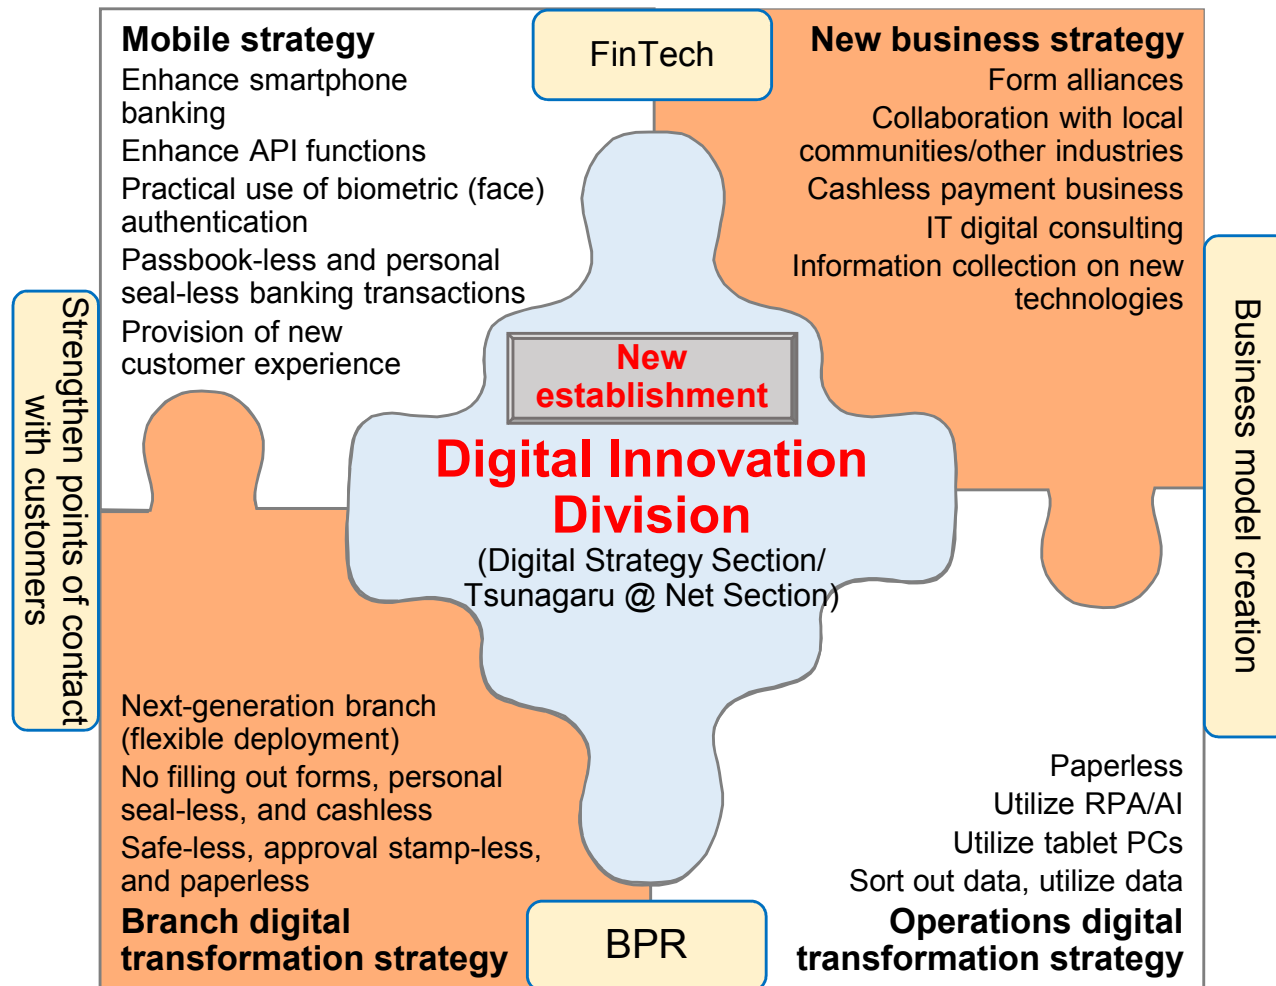 FinTech
Mobile strategy
Enhance smartphone
banking
Enhance API functions
Practical use of biometric (face)
authentication
Passbook-less and personal
seal-less banking transactions
Provision of new
customer experience
New business strategy
Form alliances
Collaboration with local
communities/other industries
Cashless payment business
IT digital consulting
Information collection on new
technologies
Strengthen points of contact
with customers
New
establishment
Digital Innovation
Division
(Digital Strategy Section/
Tsunagaru @ Net Section)
Business model creation
Next-generation branch
(flexible deployment)
No filling out forms, personal
seal-less, and cashless
Safe-less, approval stamp-less,
and paperless
Branch digital
transformation strategy
BPR
Paperless
Utilize RPA/AI
Utilize tablet PCs
Sort out data, utilize data
Operations digital
transformation strategy